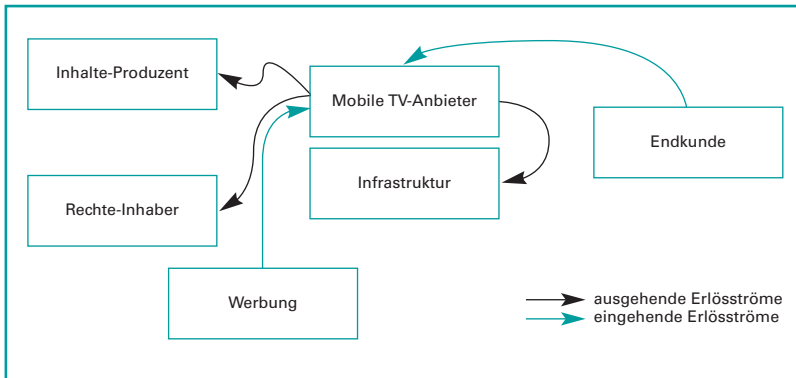 Inhalte-Produzent
Mobile TV-Anbieter
Endkunde
Infrastruktur
Rechte-Inhaber
Werbung
ausgehende Erlösströme
eingehende Erlösströme